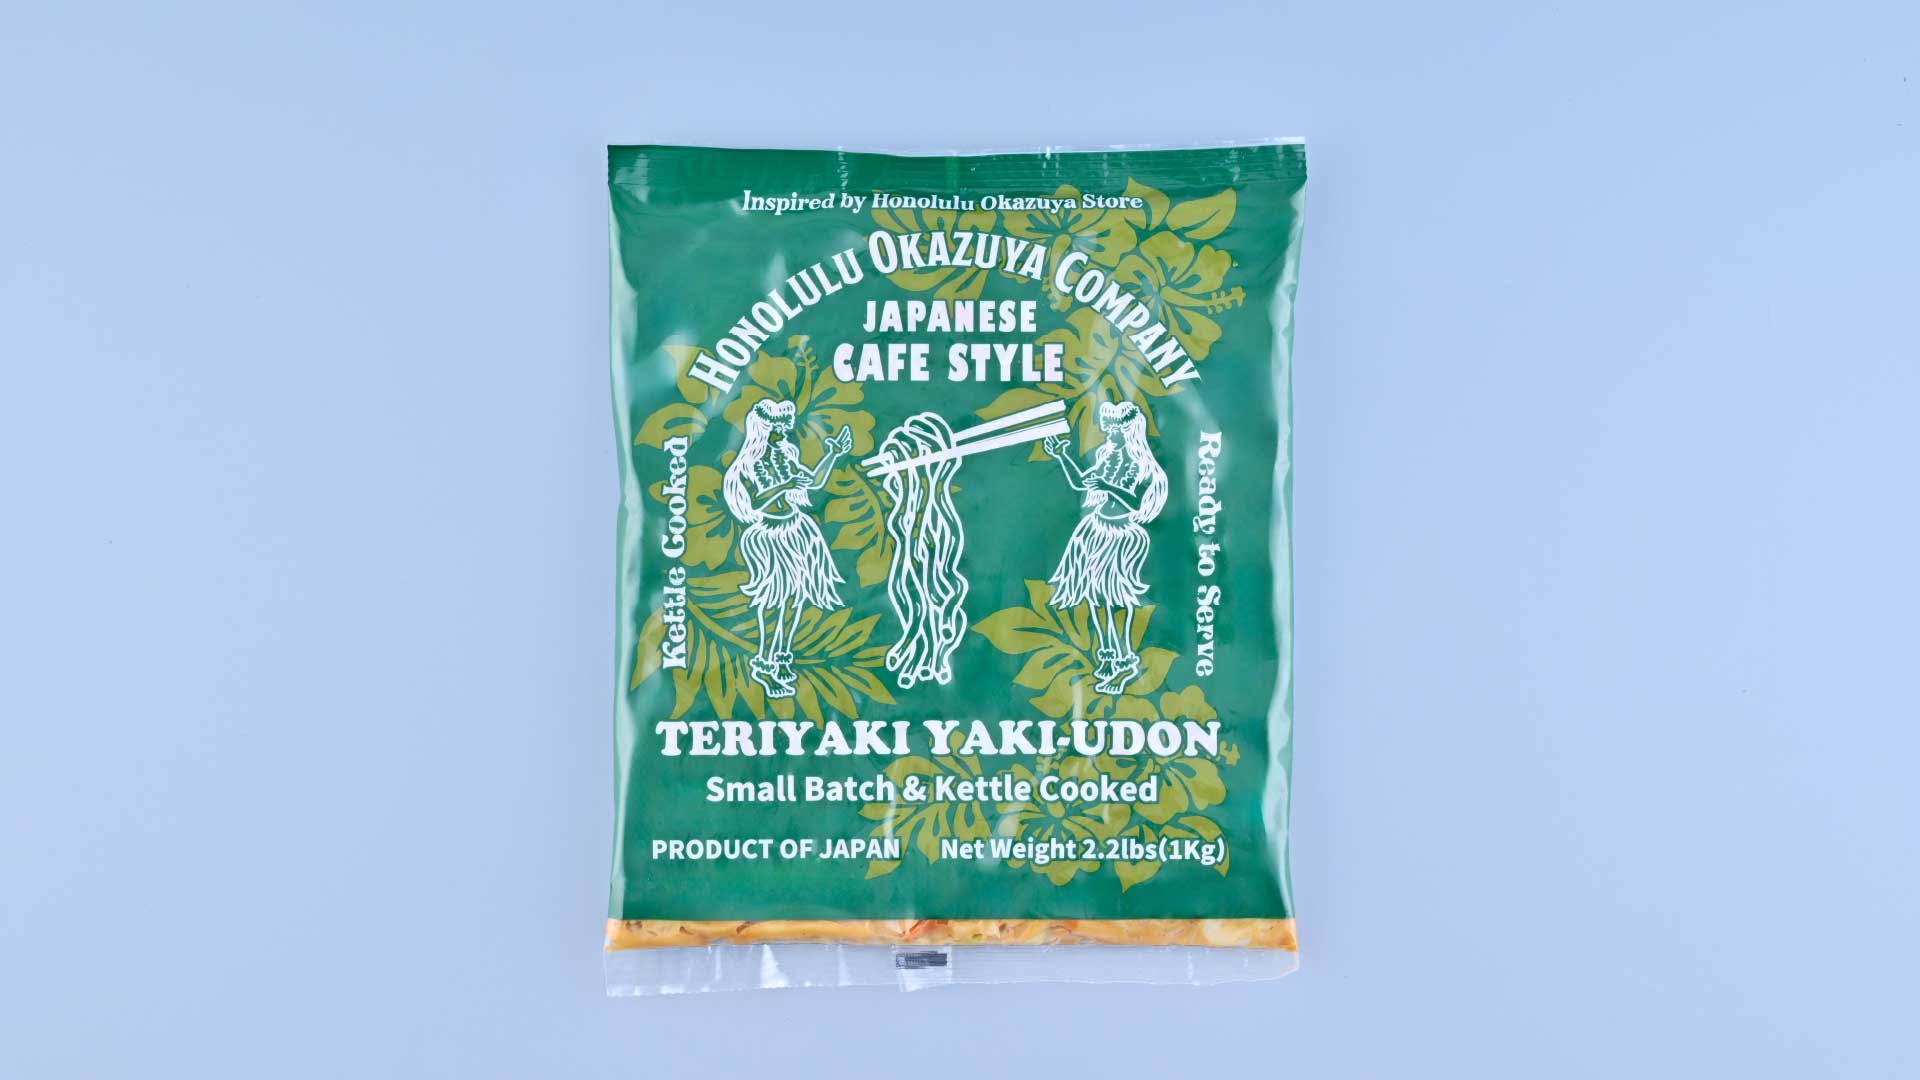 Inspired by Honolulu Okazuya Store
HONOLULU OKAZUYA COMPANY
JAPANESE
CAFE STYLE
Kettle Cooked
Ready to Serve
TERIYAKI YAKI-UDON
Small Batch & Kettle Cooked
PRODUCT OF JAPAN Net Weight 2.2lbs(1Kg)